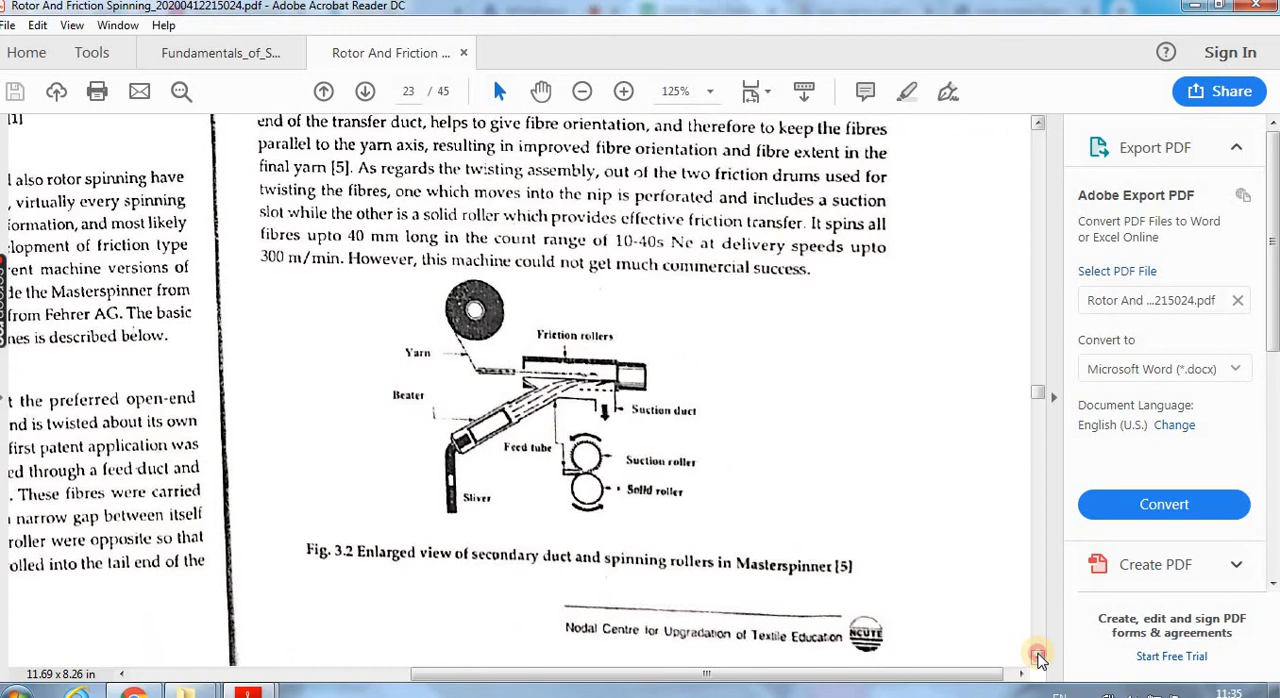 Rotor And Friction Spinning_20200412215024.pdf - Adobe Acrobat Reader DC
File Edit View Window Help
Home Tools Fundamentals_of_S... Rotor And Friction ... × Sign In
23 / 45 125% Share
[1]
l also rotor spinning have
, virtually every spinning
formation, and most likely
lopment of friction type
rent machine versions of
de the Masterspinner from
from Fehrer AG. The basic
nes is described below.
t the preferred open-end
nd is twisted about its own
first patent application was
ed through a feed duct and
. These fibres were carried
narrow gap between itself
roller were opposite so that
olled into the tail end of the
end of the transfer duct, helps to give fibre orientation, and therefore to keep the fibres
parallel to the yarn axis, resulting in improved fibre orientation and fibre extent in the
final yarn [5]. As regards the twisting assembly, out of the two friction drums used for
twisting the fibres, one which moves into the nip is perforated and includes a suction
slot while the other is a solid roller which provides effective friction transfer. It spins all
fibres upto 40 mm long in the count range of 10-40s Ne at delivery speeds upto
300 m/min. However, this machine could not get much commercial success.
Friction rollers
Yarn
Beater
Suction duct
Feed tube
Suction roller
Solid roller
Sliver
Fig. 3.2 Enlarged view of secondary duct and spinning rollers in Masterspinner [5]
Nodal Centre for Upgradation of Textile Education NCUTE
Export PDF
Adobe Export PDF
Convert PDF Files to Word
or Excel Online
Select PDF File
Rotor And ...215024.pdf ×
Convert to
Microsoft Word (*.docx)
Document Language:
English (U.S.) Change
Convert
Create PDF
Create, edit and sign PDF
forms & agreements
Start Free Trial
11.69 x 8.26 in
EN 11:35